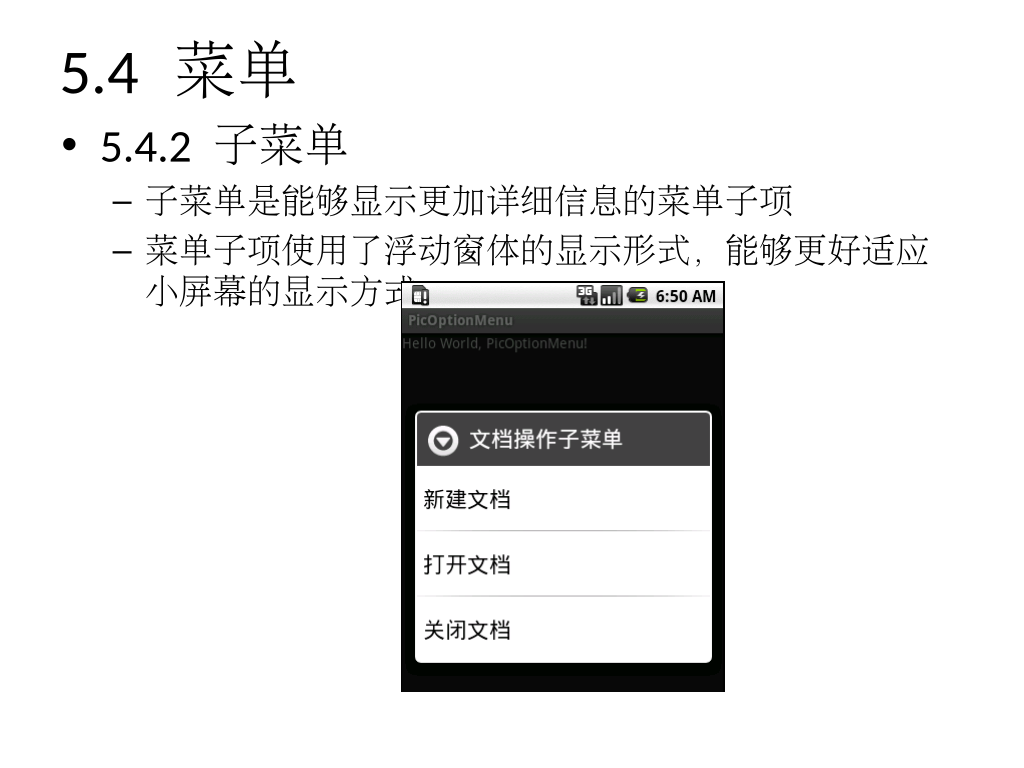 5.4 菜单
• 5.4.2 子菜单
– 子菜单是能够显示更加详细信息的菜单子项
– 菜单子项使用了浮动窗体的显示形式，能够更好适应
小屏幕的显示方式
3G 6:50 AM
PicOptionMenu
Hello World, PicOptionMenu!
文档操作子菜单
新建文档
打开文档
关闭文档